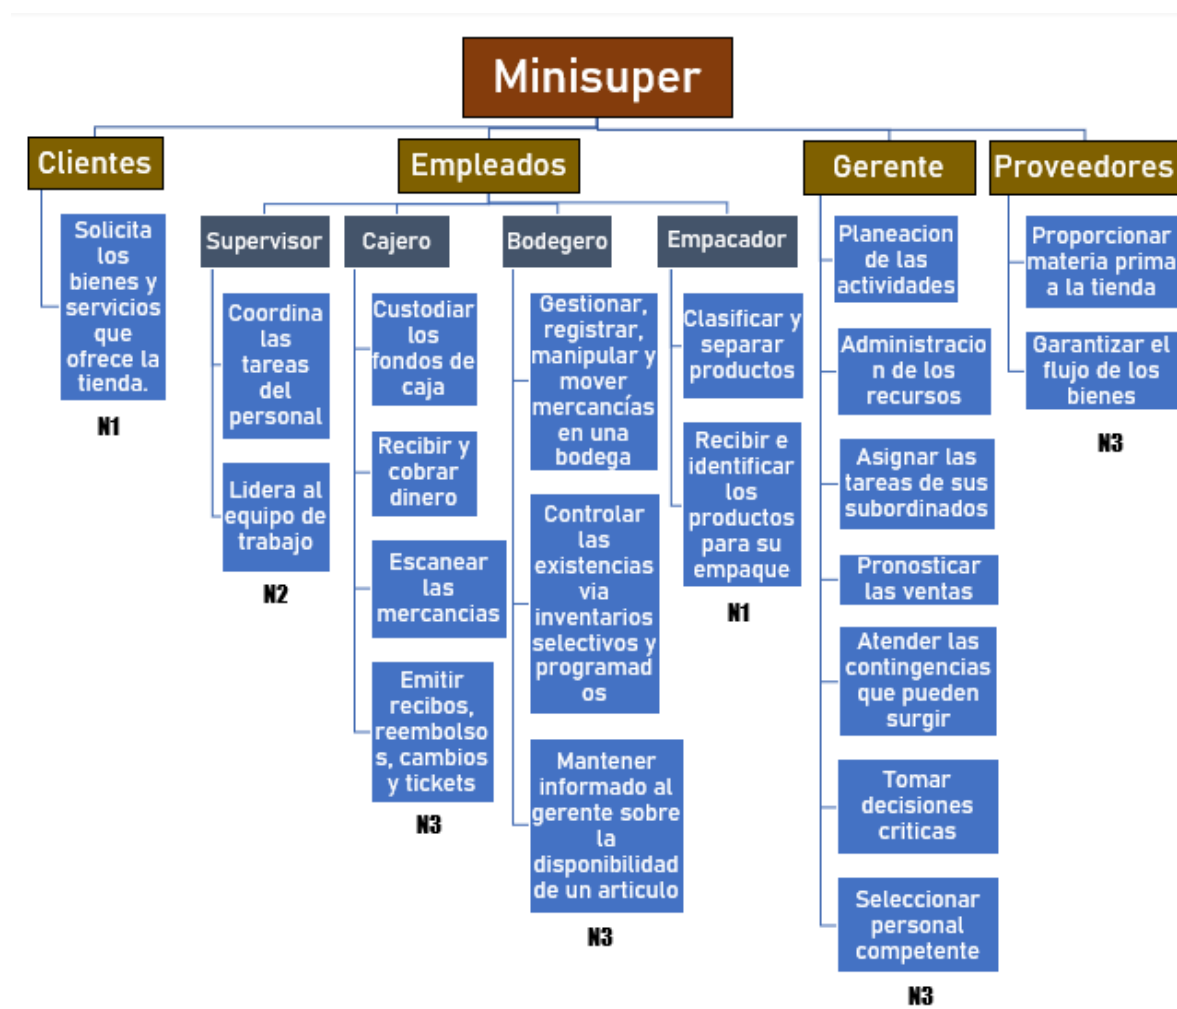 Minisuper
Clientes
Solicita
los
bienes y
servicios
que
ofrece la
tienda.
N1
Empleados
Supervisor
Coordina
las
tareas
del
personal
Lidera al
equipo de
trabajo
N2
Cajero
Custodiar
los
fondos de
caja
Recibir y
cobrar
dinero
Escanear
las
mercancias
Emitir
recibos,
reembolso
s, cambios
y tickets
N3
Bodegero
Gestionar,
registrar,
manipular y
mover
mercancías
en una
bodega
Controlar
las
existencias
via
inventarios
selectivos y
programad
os
Mantener
informado al
gerente sobre
la
disponibilidad
de un articulo
N3
Empacador
Clasificar y
separar
productos
Recibir e
identificar
los
productos
para su
empaque
N1
Gerente
Planeacion
de las
actividades
Administracio
n de los
recursos
Asignar las
tareas de sus
subordinados
Pronosticar
las ventas
Atender las
contingencias
que pueden
surgir
Tomar
decisiones
criticas
Seleccionar
personal
competente
N3
Proveedores
Proporcionar
materia prima
a la tienda
Garantizar el
flujo de los
bienes
N3